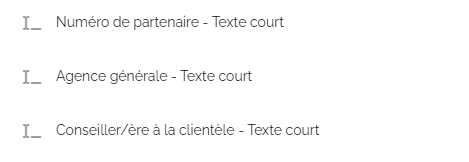 Numéro de partenaire - Texte court
Agence générale - Texte court
Conseiller/ère à la clientèle - Texte court